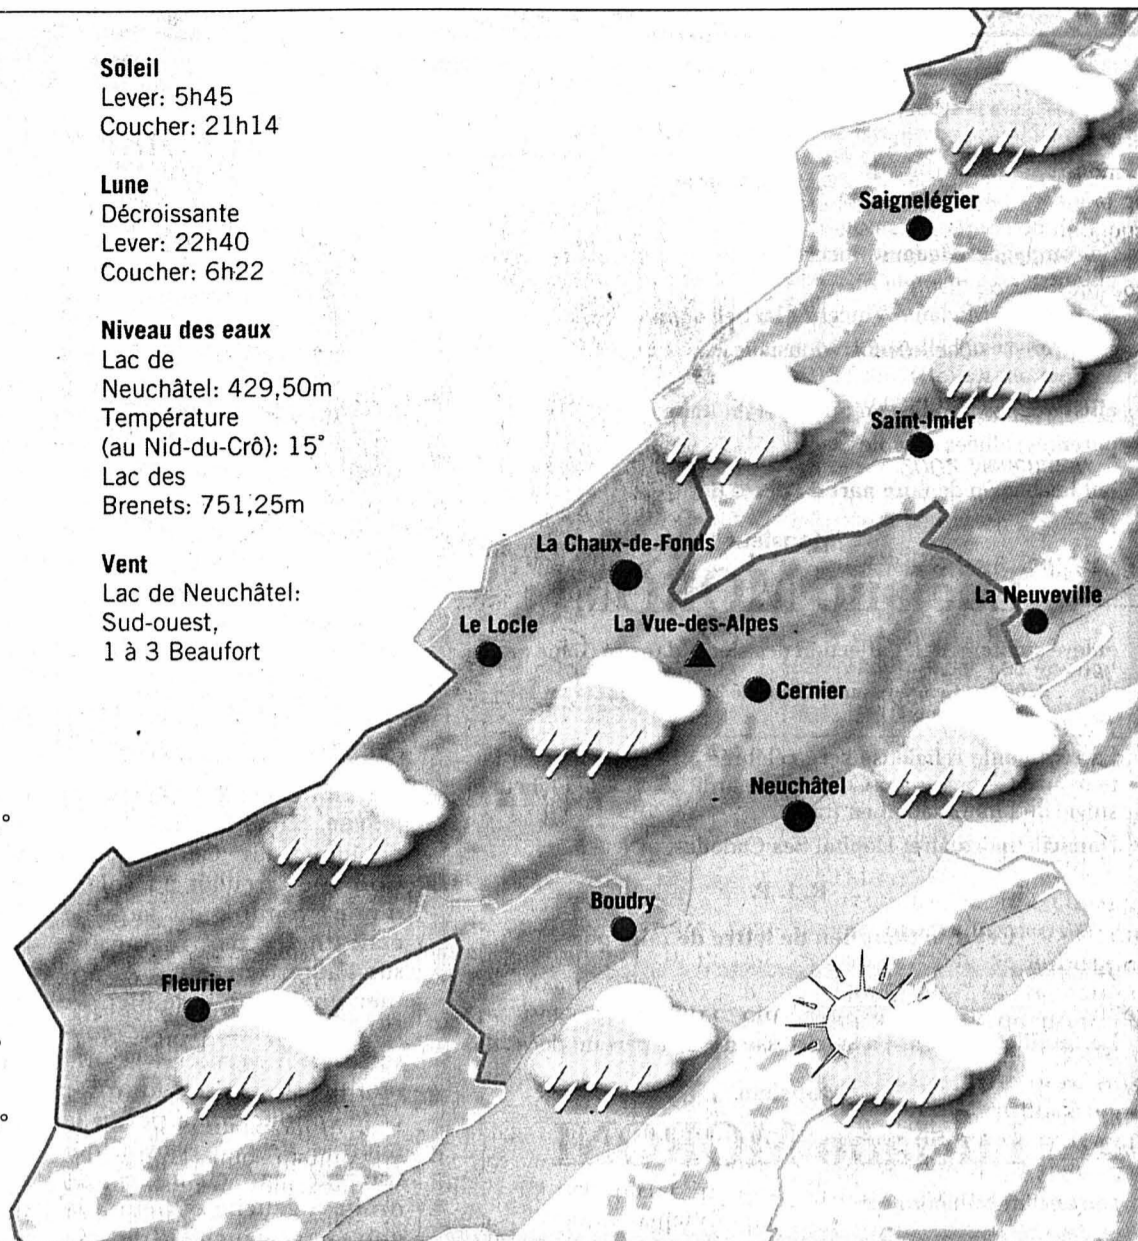 Soleil
Lever: 5h45
Coucher: 21h14
Lune
Décroissante
Lever: 22h40
Coucher: 6h22
Niveau des eaux
Lac de
Neuchâtel: 429,50m
Température
(au Nid-du-Crô): 15°
Lac des
Brenets: 751,25m
Vent
Lac de Neuchâtel:
Sud-ouest,
1 à 3 Beaufort
Saignelégier
Saint-Imier
La Chaux-de-Fonds
La Neuveville
Le Locle
La Vue-des-Alpes
Cernier
Neuchâtel
Boudry
Fleurier